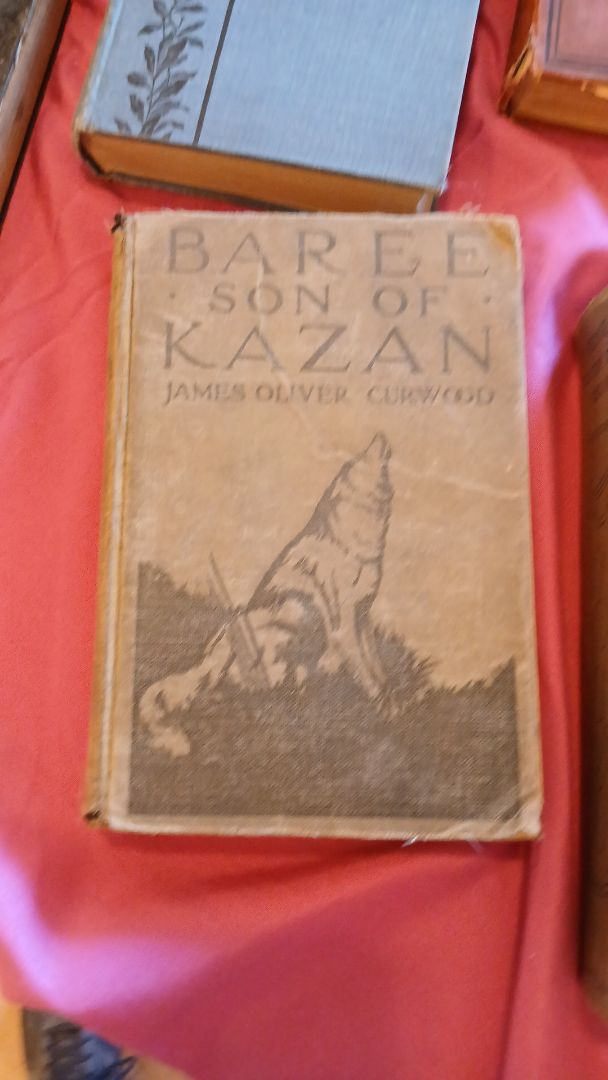 BAREE
· SON OF ·
KAZAN
JAMES OLIVER CURWOOD